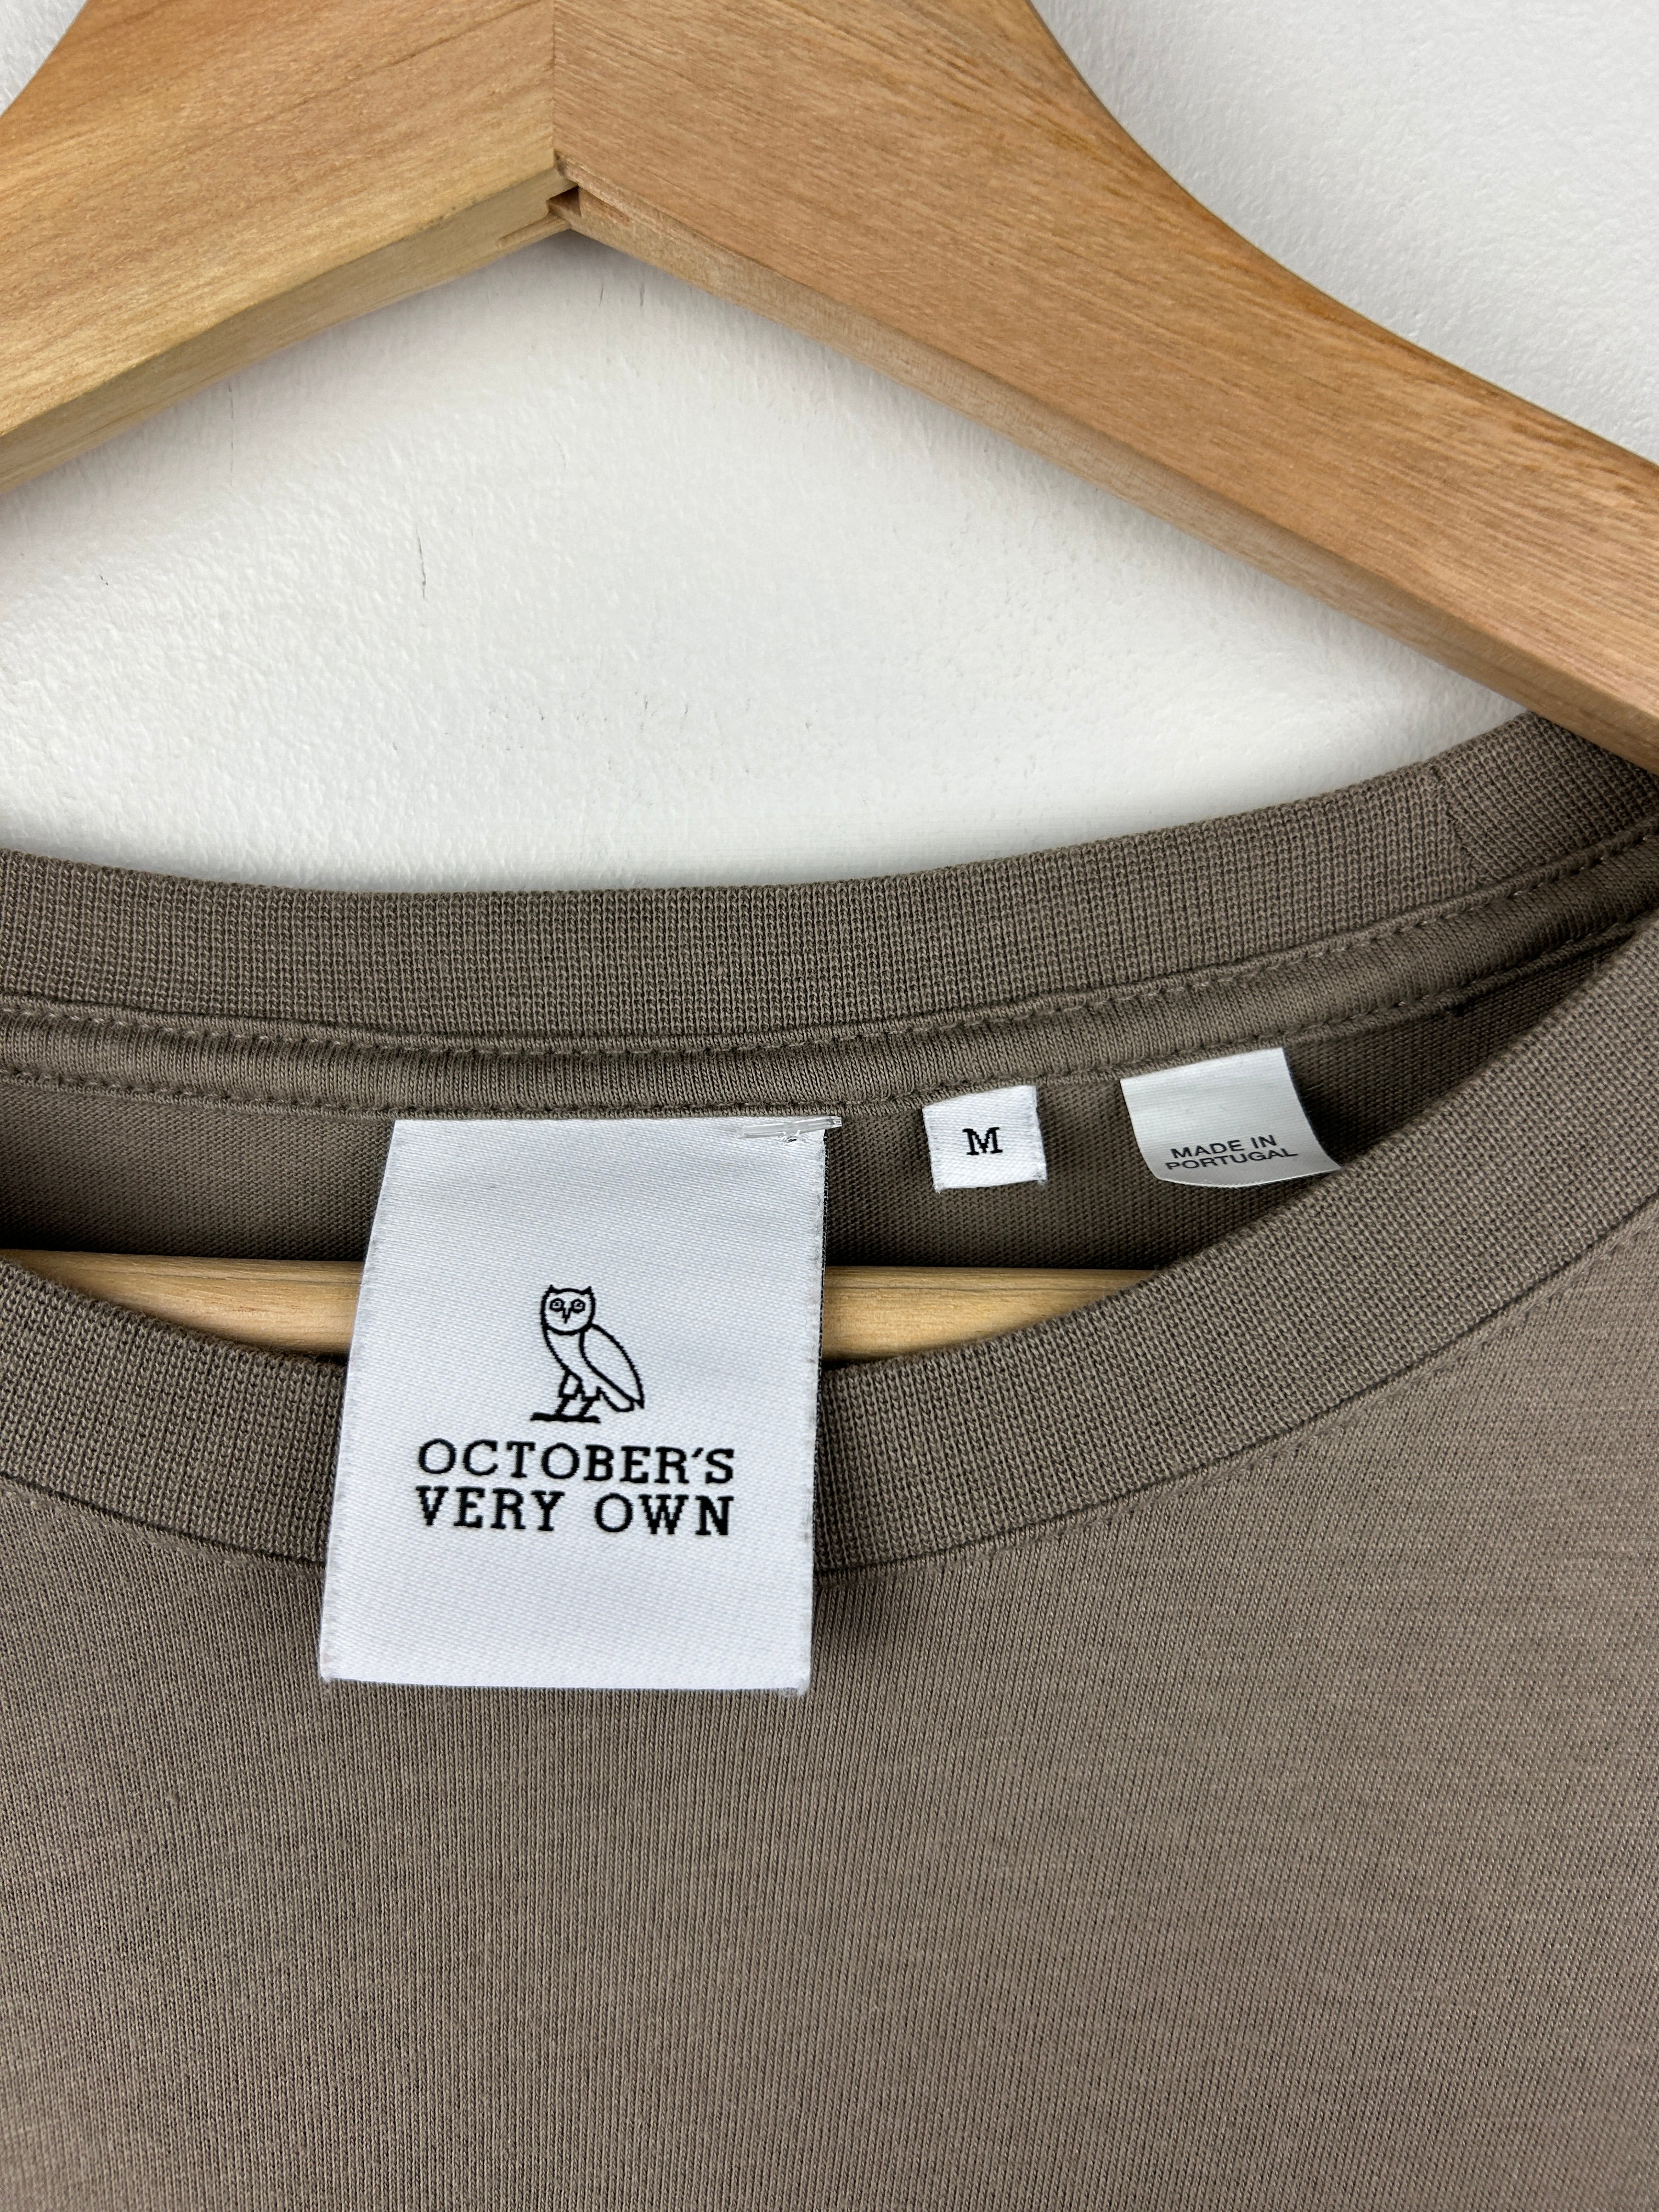 M
MADE IN
PORTUGAL
OCTOBER'S
VERY OWN